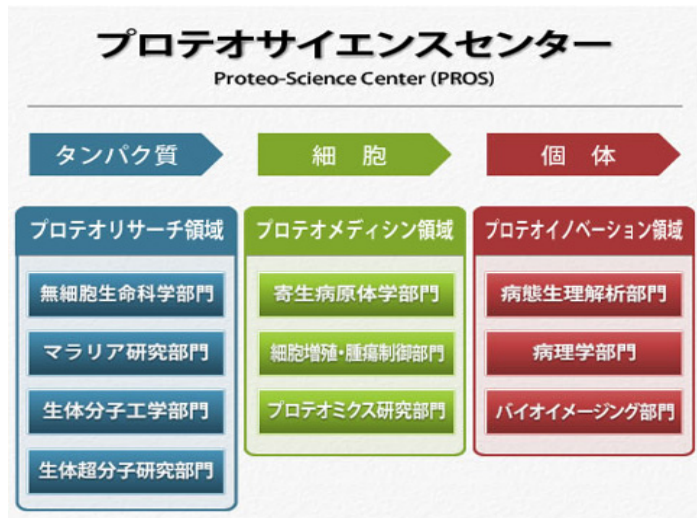 プロテオサイエンスセンター
Proteo-Science Center (PROS)
タンパク質
細 胞
個 体
プロテオリサーチ領域
無細胞生命科学部門
マラリア研究部門
生体分子工学部門
生体超分子研究部門
プロテオメディシン領域
寄生病原体学部門
細胞増殖・腫瘍制御部門
プロテオミクス研究部門
プロテオイノベーション領域
病態生理解析部門
病理学部門
バイオイメージング部門